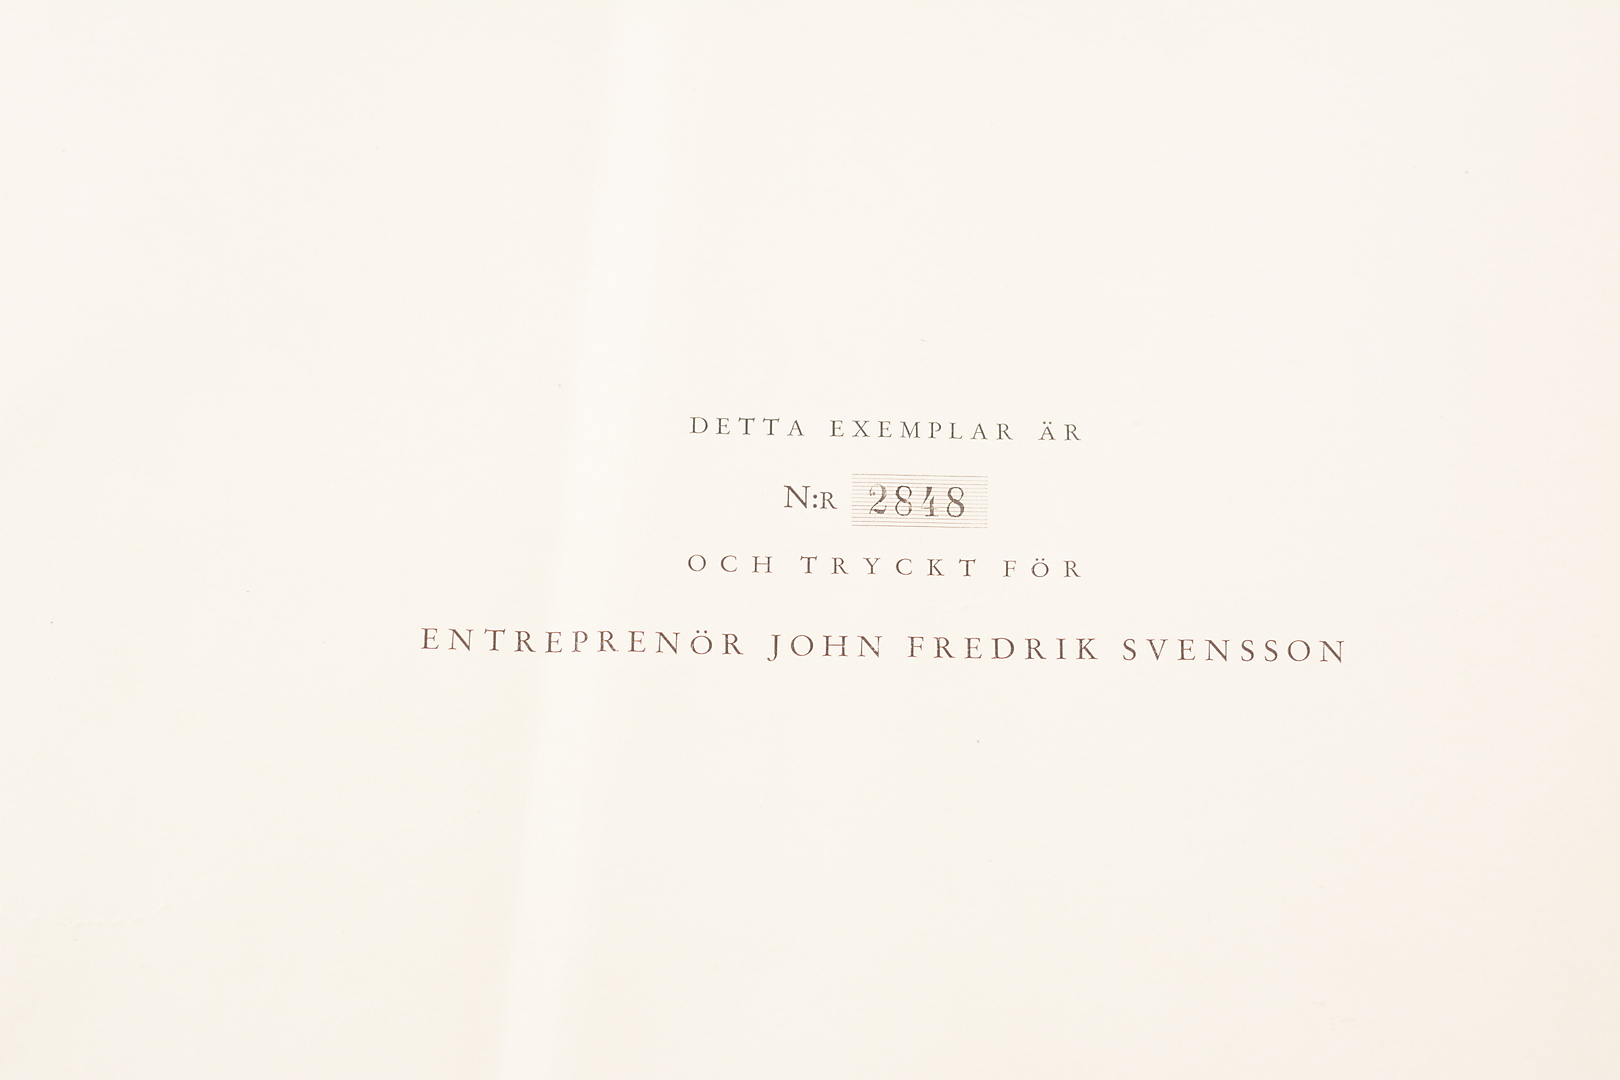 DETTA EXEMPLAR ÄR
N:R 2848
OCH TRYCKT FÖR
ENTREPRENÖR JOHN FREDRIK SVENSSON